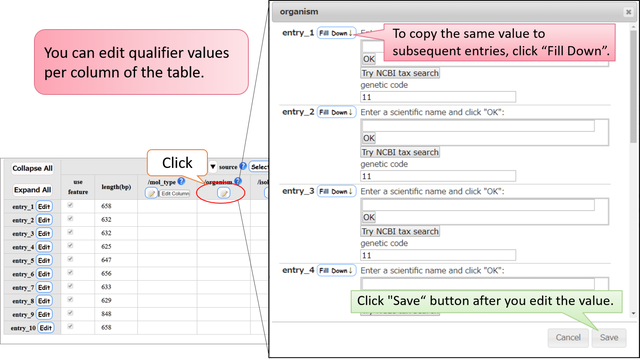 You can edit qualifier values
per column of the table.
Collapse All
Expand All
Click
▼ source ? Selec
use
feature
length(bp)
/mol_type ?
Edit Column
/organism ?
/isol
entry_1 Edit 658
entry_2 Edit 632
entry_3 Edit 632
entry_4 Edit 625
entry_5 Edit 647
entry_6 Edit 656
entry_7 Edit 633
entry_8 Edit 629
entry_9 Edit 848
entry_10 Edit 658
organism
entry_1 Fill Down↓
To copy the same value to
subsequent entries, click “Fill Down”.
OK
Try NCBI tax search
genetic code
11
entry_2 Fill Down↓ Enter a scientific name and click "OK":
OK
Try NCBI tax search
genetic code
11
entry_3 Fill Down↓ Enter a scientific name and click "OK":
OK
Try NCBI tax search
genetic code
11
entry_4 Fill Down↓ Enter a scientific name and click "OK":
Click "Save“ button after you edit the value.
Cancel Save